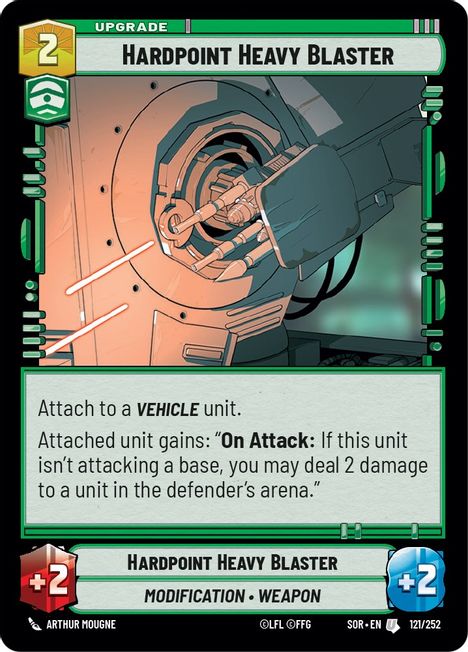 UPGRADE
2
HARDPOINT HEAVY BLASTER
Attach to a VEHICLE unit.
Attached unit gains: “On Attack: If this unit
isn’t attacking a base, you may deal 2 damage
to a unit in the defender’s arena.”
+2
HARDPOINT HEAVY BLASTER
MODIFICATION • WEAPON
+2
ARTHUR MOUGNE
©LFL ©FFG
SOR • EN
U
121/252